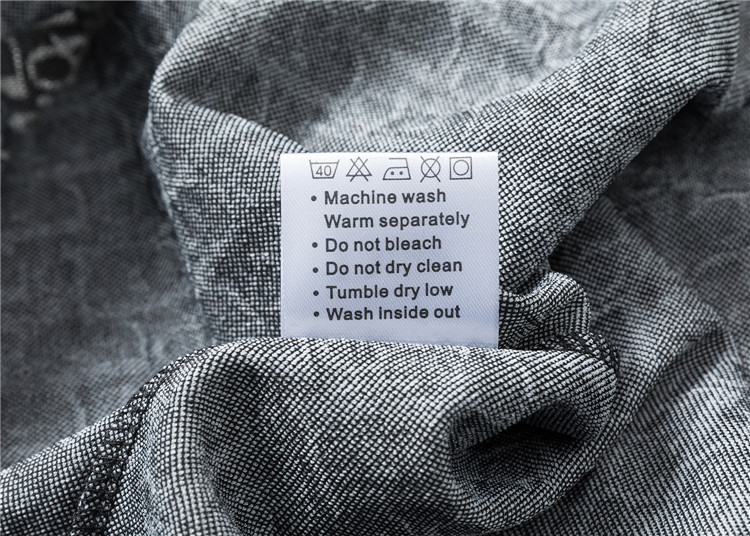 40
• Machine wash
Warm separately
• Do not bleach
• Do not dry clean
• Tumble dry low
• Wash inside out